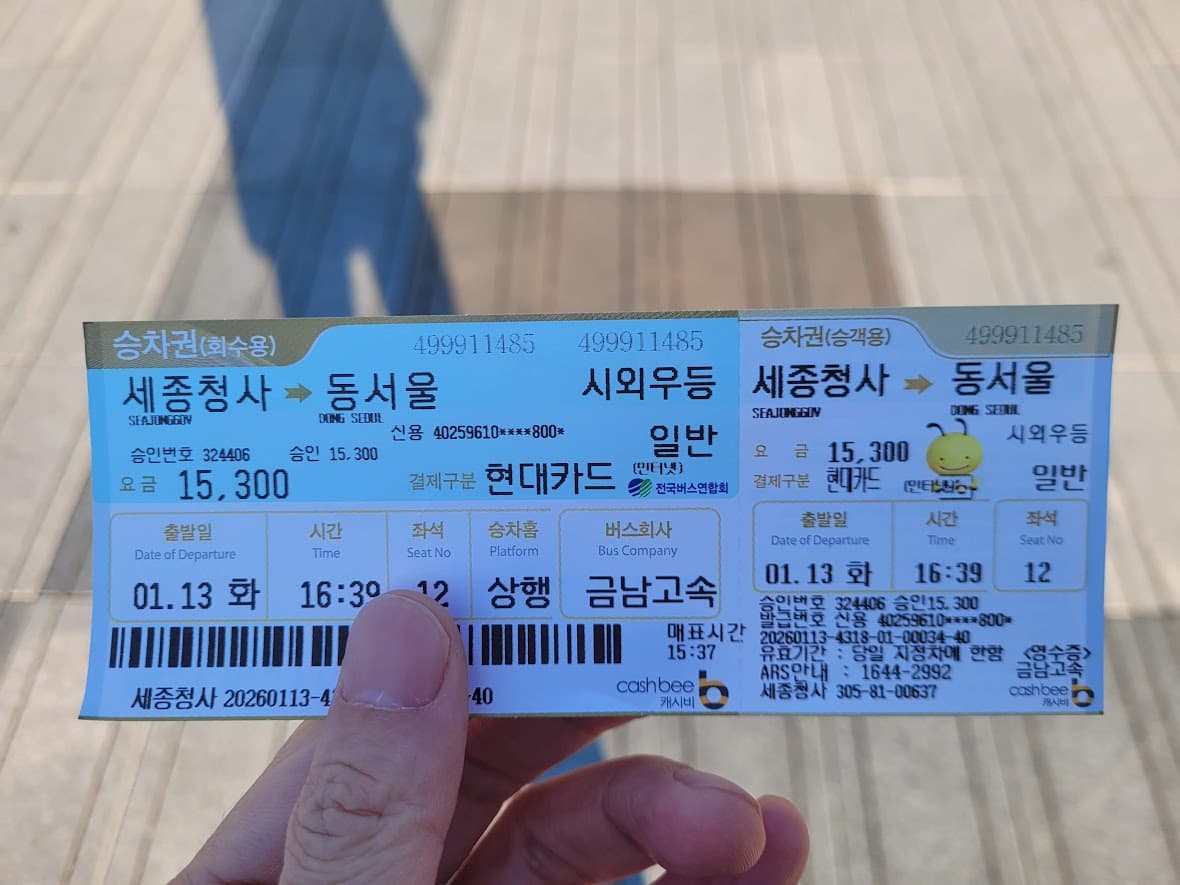 승차권(회수용) 499911485 499911485
세종청사 동서울 시외우등
SEAJONGGOV DONG SEOUL
신용 40259610****800*
일반
승인번호 324406 승인 15,300
(인터넷)
요금 15,300 결제구분 현대카드 전국버스연합회
출발일 시간 좌석 승차홈 버스회사
Date of Departure Time Seat No Platform Bus Company
01.13 화 16:39 12 상행 금남고속
매표시간
15:37
세종청사 20260113-4 -40
cashbee
캐시비
승차권(승객용) 499911485
세종청사 동서울
SEAJONGGOV DONG SEOUL
시외우등
요 금 15,300
결제구분 현대카드 일반
출발일 시간 좌석
Date of Departure Time Seat No
01.13 화 16:39 12
승인번호 324406 승인15,300
발급번호 신용 40259610****800*
20260113-4318-01-00034-40
유효기간 : 당일 지정차에 한함 <영수증>
ARS안내 : 1644-2992 금남고속
세종청사 305-81-00637
cashbee
캐시비